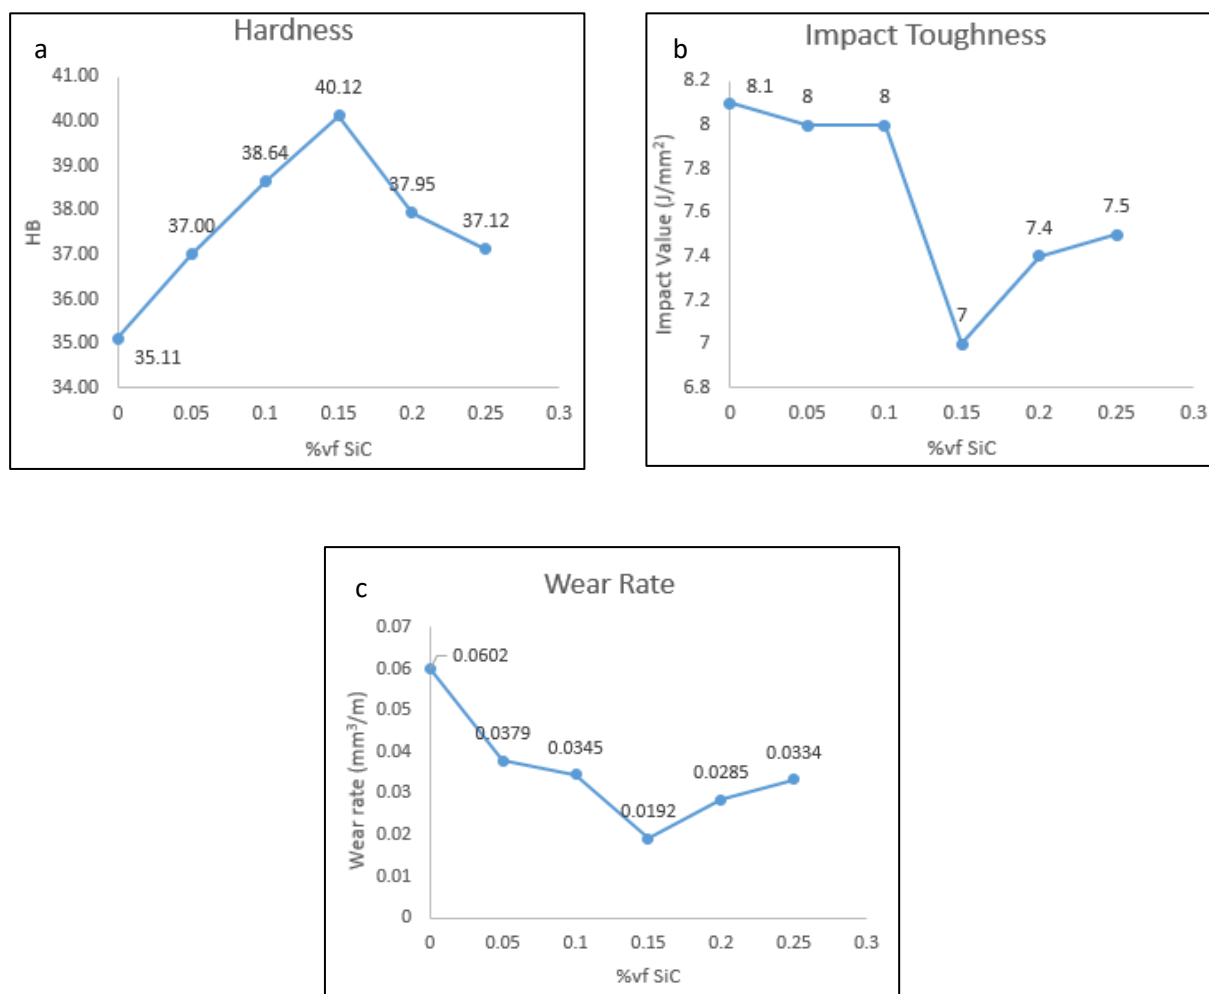 a
Hardness
41.00
40.00
39.00
38.00
37.00
36.00
35.00
34.00
HB
35.11
37.00
38.64
40.12
37.95
37.12
0 0.05 0.1 0.15 0.2 0.25 0.3
%vf SiC
b
Impact Toughness
8.2
8
7.8
7.6
7.4
7.2
7
6.8
Impact Value (J/mm²)
8.1
8
8
7
7.4
7.5
0 0.05 0.1 0.15 0.2 0.25 0.3
%vf SiC
c
Wear Rate
0.07
0.06
0.05
0.04
0.03
0.02
0.01
0
Wear rate (mm³/m)
0.0602
0.0379
0.0345
0.0192
0.0285
0.0334
0 0.05 0.1 0.15 0.2 0.25 0.3
%vf SiC